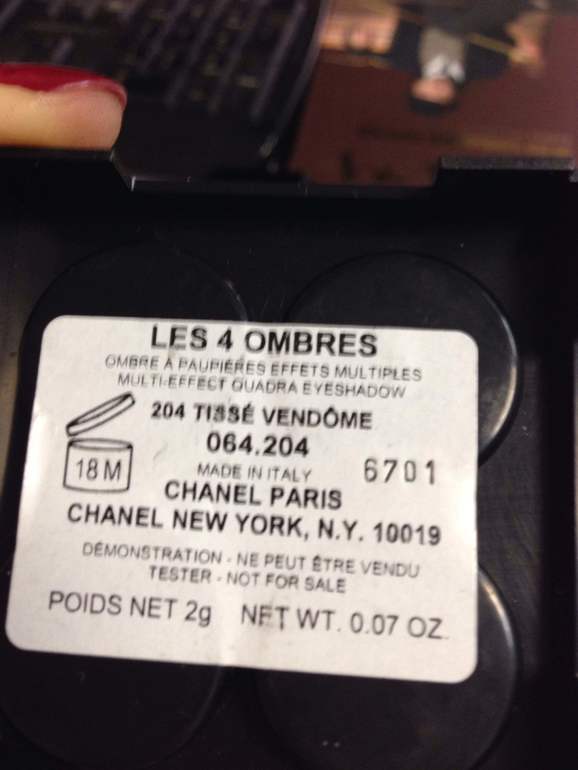 LES 4 OMBRES
OMBRE À PAUPIÈRES EFFETS MULTIPLES
MULTI-EFFECT QUADRA EYESHADOW
204 TISSÉ VENDÔME
064.204
18 M
MADE IN ITALY
6701
CHANEL PARIS
CHANEL NEW YORK, N.Y. 10019
DÉMONSTRATION - NE PEUT ÊTRE VENDU
TESTER - NOT FOR SALE
POIDS NET 2g NET WT. 0.07 OZ.